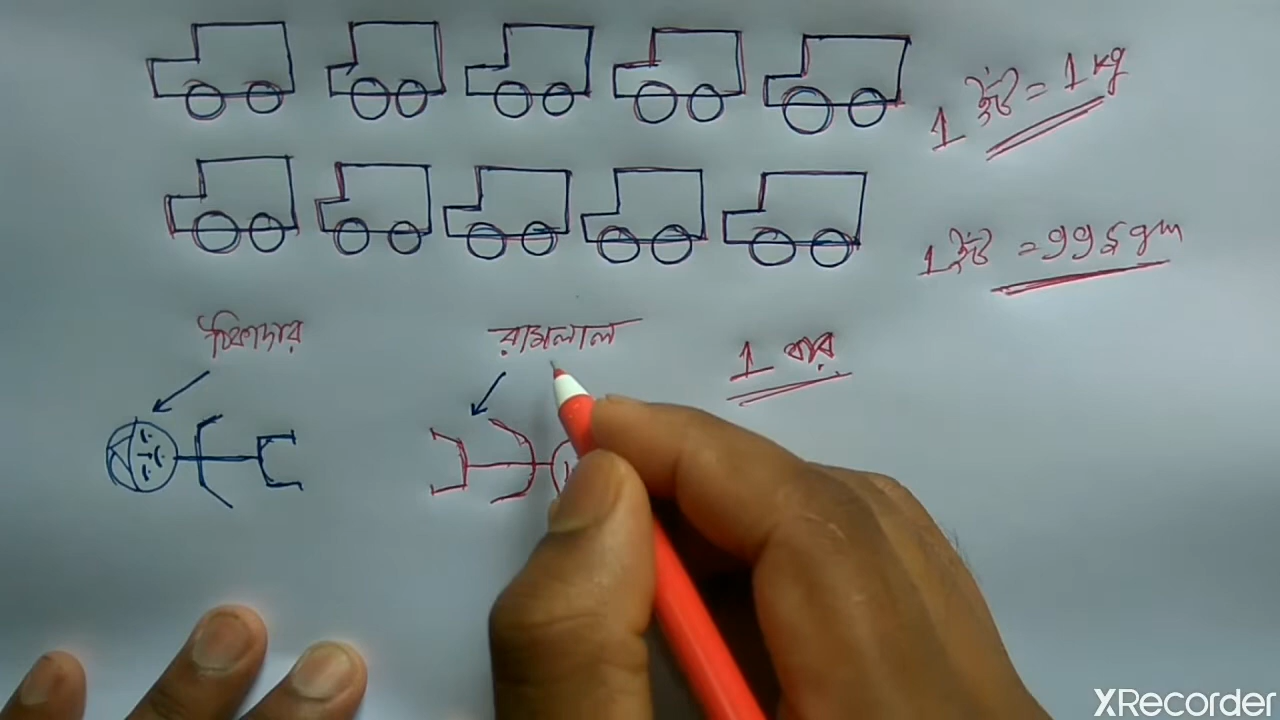 1 ইট = 1 kg
1 ইট = 995 gm
ঠিকাদার
রামলাল
1 বার
XRecorder